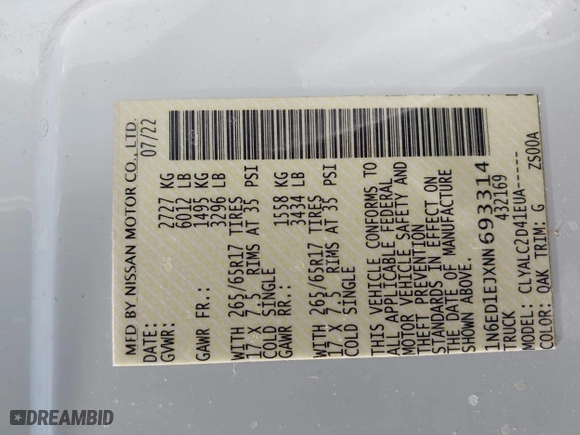 MFD BY NISSAN MOTOR CO., LTD.
DATE: 07/22
GVWR: 2727 KG
6012 LB
GAWR FR.: 1495 KG
3296 LB
WITH 265/65R17 TIRES
17 X 7.5 RIMS AT 35 PSI
COLD SINGLE
GAWR RR.: 1558 KG
3434 LB
WITH 265/65R17 TIRES
17 X 7.5 RIMS AT 35 PSI
COLD SINGLE
THIS VEHICLE CONFORMS TO
ALL APPLICABLE FEDERAL
MOTOR VEHICLE SAFETY AND
THEFT PREVENTION
STANDARDS IN EFFECT ON
THE DATE OF MANUFACTURE
SHOWN ABOVE.
1N6ED1EJXNN693314
TRUCK 432169
MODEL: CLYALC2D41EUA-----
COLOR: QAK TRIM: G ZS00A
DREAMBID